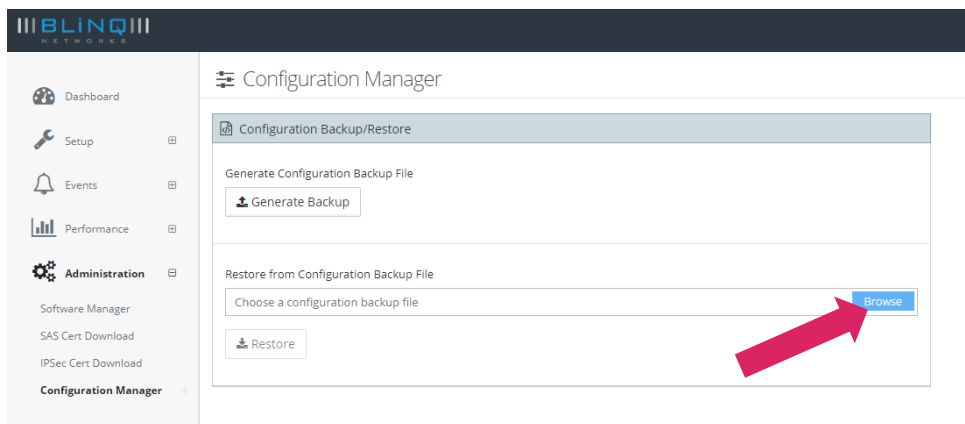 BLiNQ
NETWORKS
Dashboard
Setup
Events
Performance
Administration
Software Manager
SAS Cert Download
IPSec Cert Download
Configuration Manager
Configuration Manager
Configuration Backup/Restore
Generate Configuration Backup File
Generate Backup
Restore from Configuration Backup File
Choose a configuration backup file
Browse
Restore